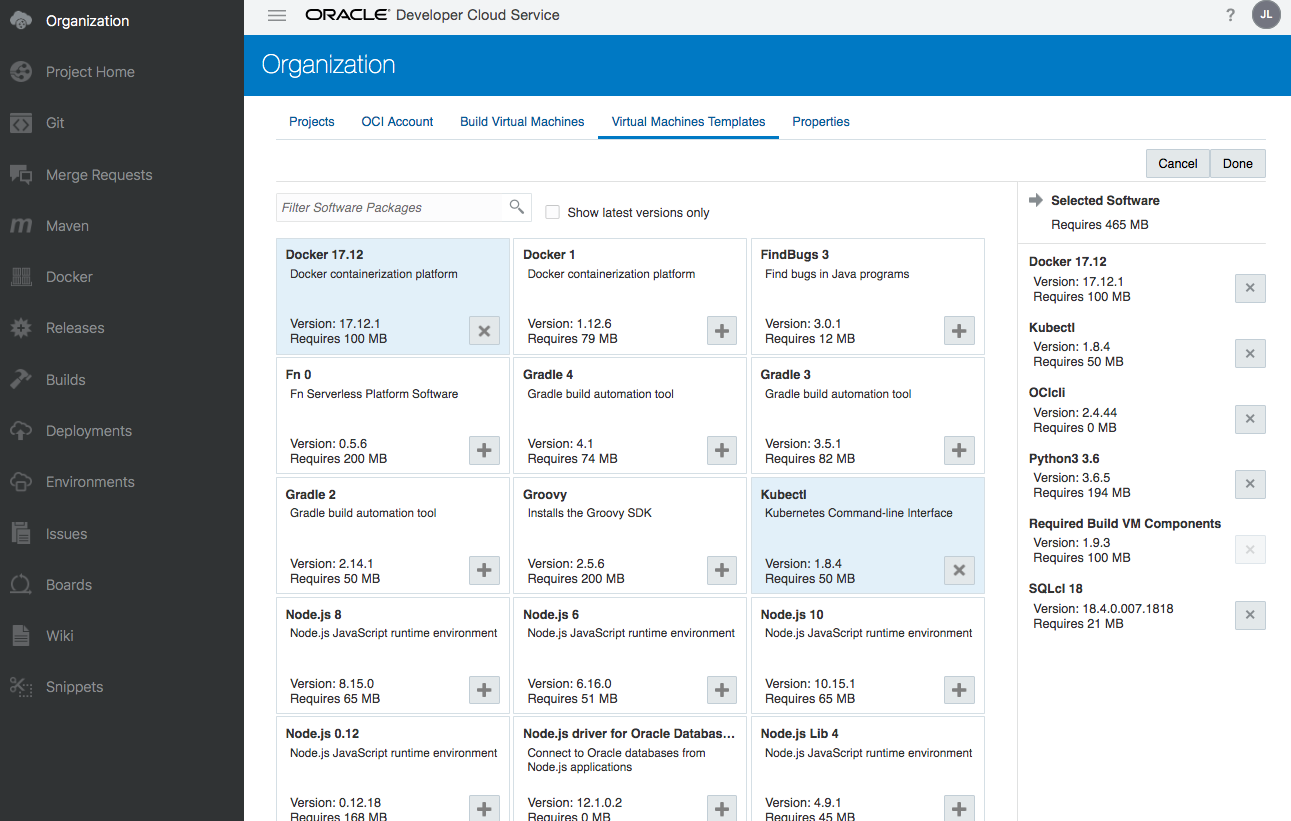 Organization
Project Home
Git
Merge Requests
Maven
Docker
Releases
Builds
Deployments
Environments
Issues
Boards
Wiki
Snippets
ORACLE® Developer Cloud Service
?
JL
Organization
Projects
OCI Account
Build Virtual Machines
Virtual Machines Templates
Properties
Cancel
Done
Filter Software Packages
Show latest versions only
Docker 17.12
Docker containerization platform
Version: 17.12.1
Requires 100 MB
Docker 1
Docker containerization platform
Version: 1.12.6
Requires 79 MB
FindBugs 3
Find bugs in Java programs
Version: 3.0.1
Requires 12 MB
Fn 0
Fn Serverless Platform Software
Version: 0.5.6
Requires 200 MB
Gradle 4
Gradle build automation tool
Version: 4.1
Requires 74 MB
Gradle 3
Gradle build automation tool
Version: 3.5.1
Requires 82 MB
Gradle 2
Gradle build automation tool
Version: 2.14.1
Requires 50 MB
Groovy
Installs the Groovy SDK
Version: 2.5.6
Requires 200 MB
Kubectl
Kubernetes Command-line Interface
Version: 1.8.4
Requires 50 MB
Node.js 8
Node.js JavaScript runtime environment
Version: 8.15.0
Requires 65 MB
Node.js 6
Node.js JavaScript runtime environment
Version: 6.16.0
Requires 51 MB
Node.js 10
Node.js JavaScript runtime environment
Version: 10.15.1
Requires 65 MB
Node.js 0.12
Node.js JavaScript runtime environment
Version: 0.12.18
Requires 168 MB
Node.js driver for Oracle Databas...
Connect to Oracle databases from
Node.js applications
Version: 12.1.0.2
Requires 0 MB
Node.js Lib 4
Node.js JavaScript runtime environment
Version: 4.9.1
Requires 45 MB
Selected Software
Requires 465 MB
Docker 17.12
Version: 17.12.1
Requires 100 MB
Kubectl
Version: 1.8.4
Requires 50 MB
OCIcli
Version: 2.4.44
Requires 0 MB
Python3 3.6
Version: 3.6.5
Requires 194 MB
Required Build VM Components
Version: 1.9.3
Requires 100 MB
SQLcl 18
Version: 18.4.0.007.1818
Requires 21 MB